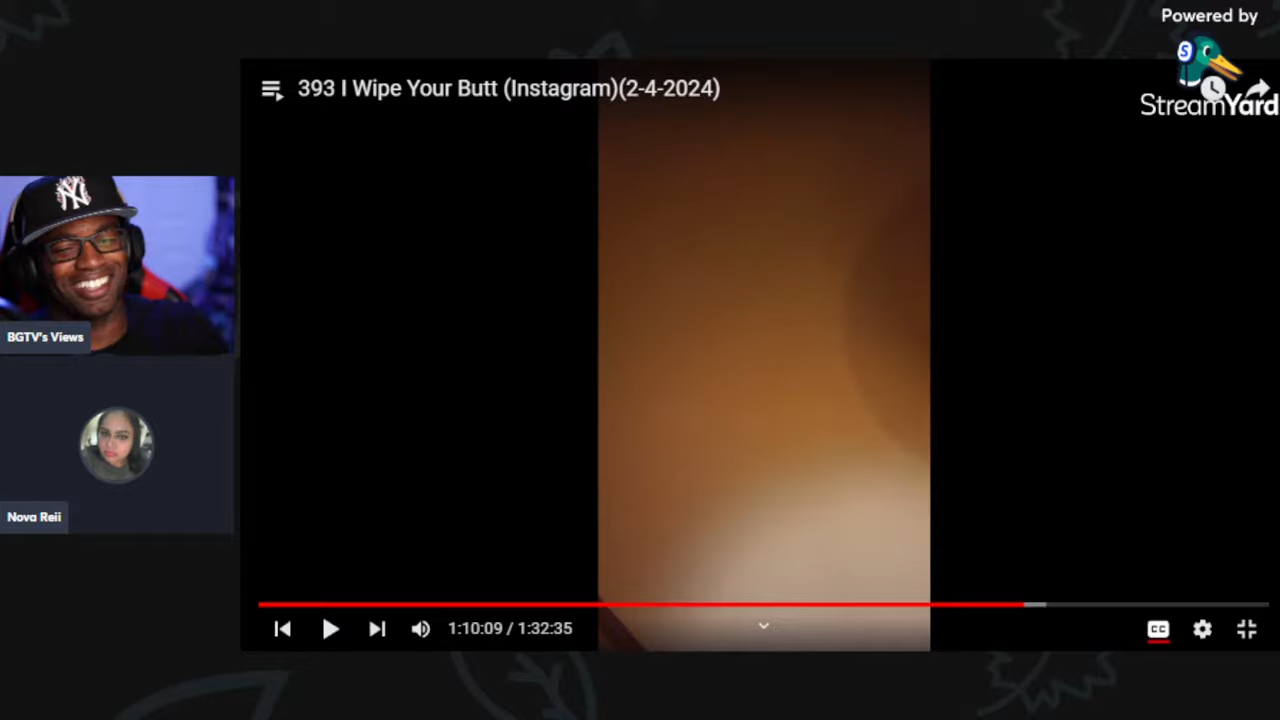 Powered by
StreamYard
393 I Wipe Your Butt (Instagram)(2-4-2024)
S
NY
BGTV's Views
Nova Reii
1:10:09 / 1:32:35
CC